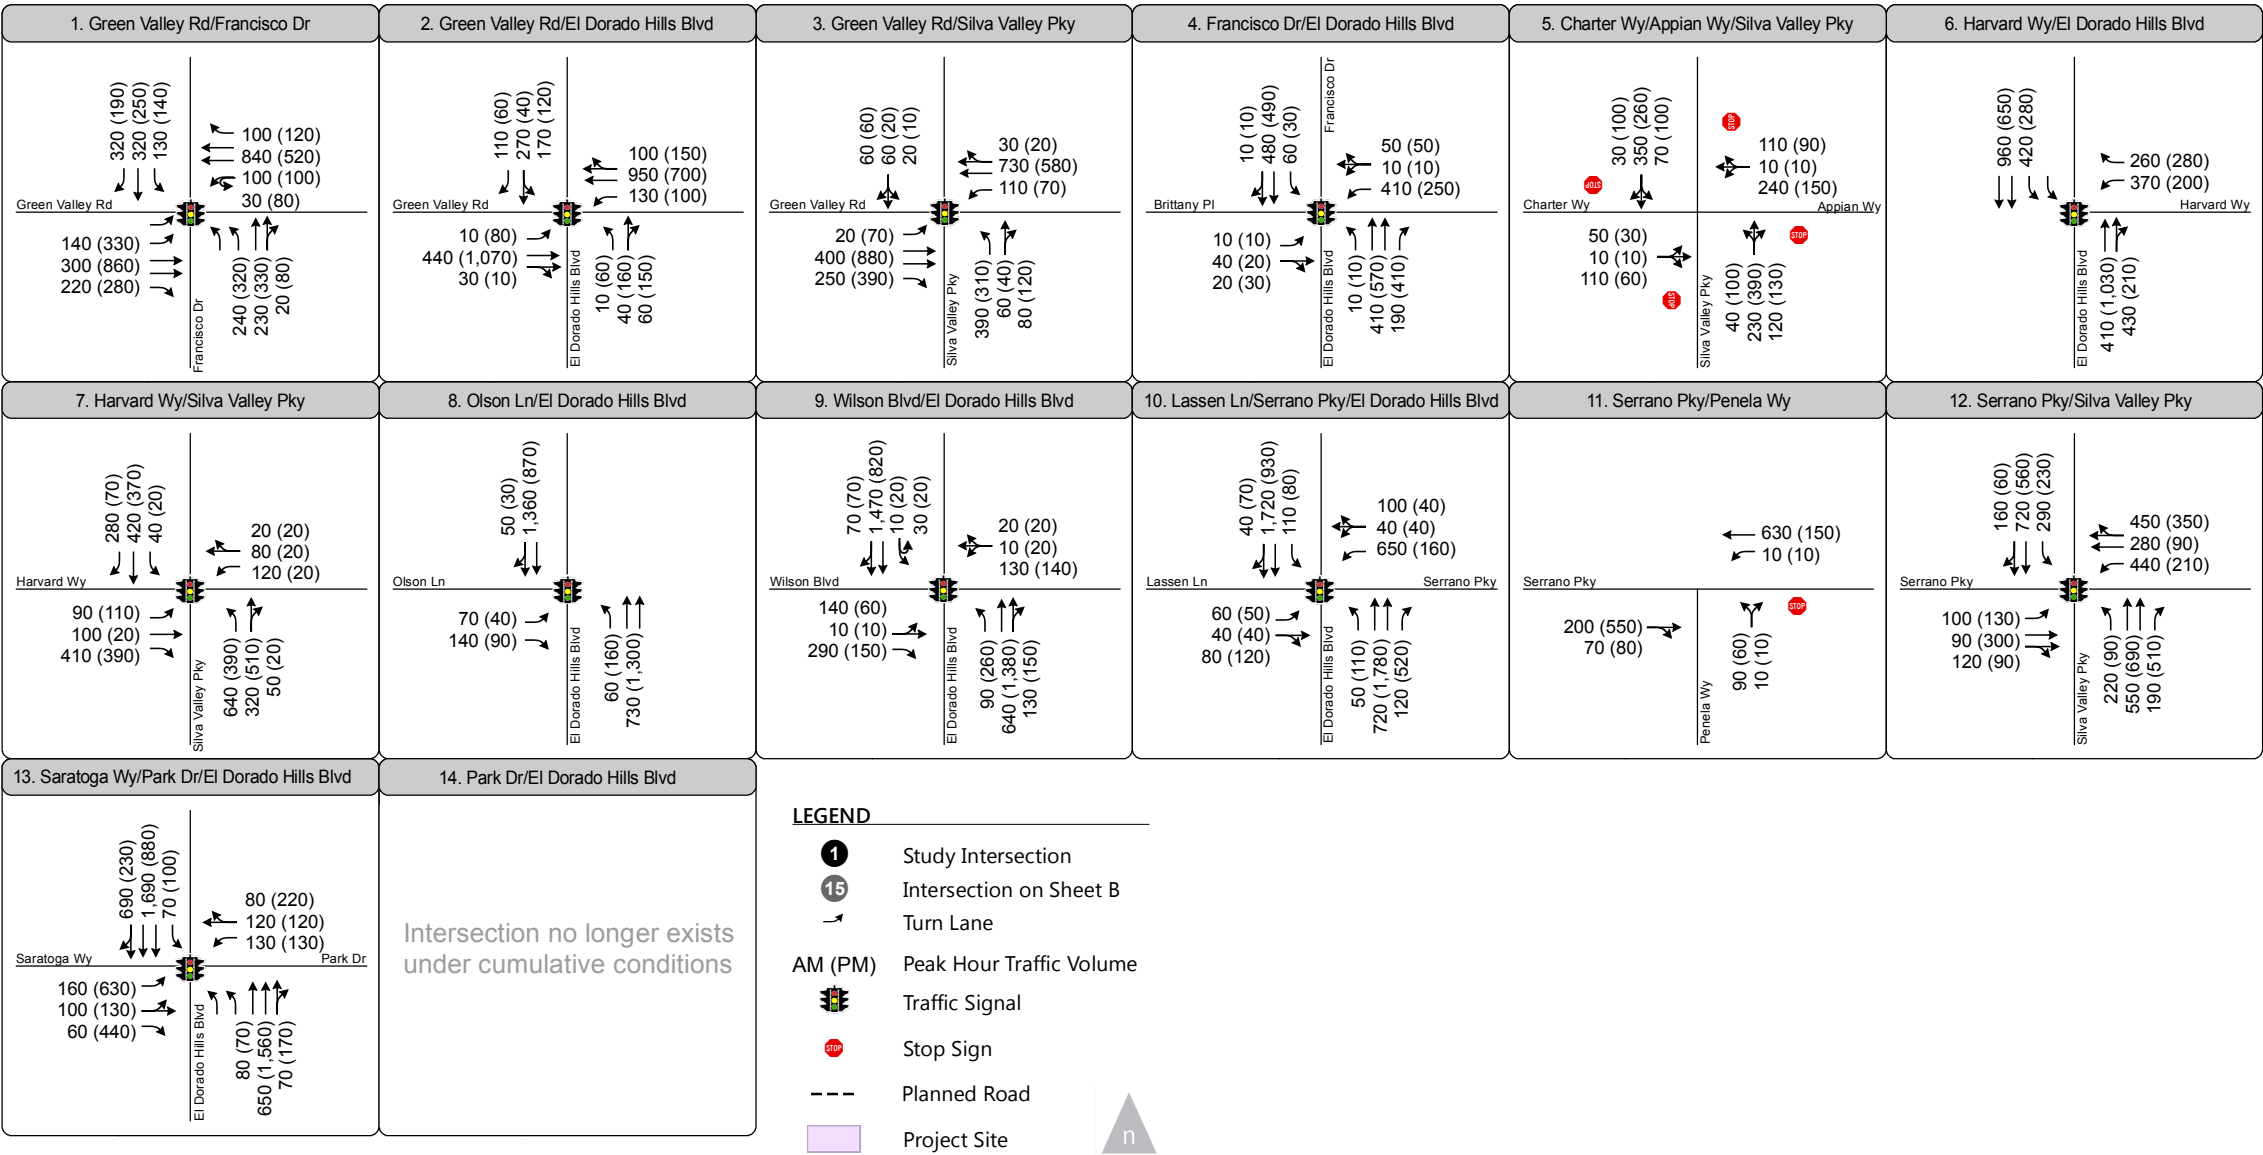 1. Green Valley Rd/Francisco Dr
320 (190)
320 (250)
130 (140)
100 (120)
840 (520)
100 (100)
30 (80)
Green Valley Rd
140 (330)
300 (860)
220 (280)
Francisco Dr
240 (320)
230 (330)
20 (80)
2. Green Valley Rd/El Dorado Hills Blvd
110 (60)
270 (40)
170 (120)
100 (150)
950 (700)
130 (100)
Green Valley Rd
10 (80)
440 (1,070)
30 (10)
El Dorado Hills Blvd
10 (60)
40 (160)
60 (150)
3. Green Valley Rd/Silva Valley Pky
60 (60)
60 (20)
20 (10)
30 (20)
730 (580)
110 (70)
Green Valley Rd
20 (70)
400 (880)
250 (390)
Silva Valley Pky
390 (310)
60 (40)
80 (120)
4. Francisco Dr/El Dorado Hills Blvd
10 (10)
480 (490)
60 (30)
Francisco Dr
50 (50)
10 (10)
410 (250)
Brittany Pl
10 (10)
40 (20)
20 (30)
El Dorado Hills Blvd
10 (10)
410 (570)
190 (410)
5. Charter Wy/Appian Wy/Silva Valley Pky
30 (100)
350 (260)
70 (100)
STOP
110 (90)
10 (10)
240 (150)
STOP
Charter Wy
Appian Wy
50 (30)
10 (10)
110 (60)
STOP
STOP
Silva Valley Pky
40 (100)
230 (390)
120 (130)
6. Harvard Wy/El Dorado Hills Blvd
960 (650)
420 (280)
260 (280)
370 (200)
Harvard Wy
El Dorado Hills Blvd
410 (1,030)
430 (210)
7. Harvard Wy/Silva Valley Pky
280 (70)
420 (370)
40 (20)
20 (20)
80 (20)
120 (20)
Harvard Wy
90 (110)
100 (20)
410 (390)
Silva Valley Pky
640 (390)
320 (510)
50 (20)
8. Olson Ln/El Dorado Hills Blvd
50 (30)
1,360 (870)
Olson Ln
70 (40)
140 (90)
El Dorado Hills Blvd
60 (160)
730 (1,300)
9. Wilson Blvd/El Dorado Hills Blvd
70 (70)
1,470 (820)
10 (20)
30 (20)
20 (20)
10 (20)
130 (140)
Wilson Blvd
140 (60)
10 (10)
290 (150)
El Dorado Hills Blvd
90 (260)
640 (1,380)
130 (150)
10. Lassen Ln/Serrano Pky/El Dorado Hills Blvd
40 (70)
1,720 (930)
110 (80)
100 (40)
40 (40)
650 (160)
Lassen Ln
Serrano Pky
60 (50)
40 (40)
80 (120)
El Dorado Hills Blvd
50 (110)
720 (1,780)
120 (520)
11. Serrano Pky/Penela Wy
630 (150)
10 (10)
Serrano Pky
200 (550)
70 (80)
STOP
Penela Wy
90 (60)
10 (10)
12. Serrano Pky/Silva Valley Pky
160 (60)
720 (560)
290 (230)
450 (350)
280 (90)
440 (210)
Serrano Pky
100 (130)
90 (300)
120 (90)
Silva Valley Pky
220 (90)
550 (690)
190 (510)
13. Saratoga Wy/Park Dr/El Dorado Hills Blvd
690 (230)
1,690 (880)
70 (100)
80 (220)
120 (120)
130 (130)
Saratoga Wy
Park Dr
160 (630)
100 (130)
60 (440)
El Dorado Hills Blvd
80 (70)
650 (1,560)
70 (170)
14. Park Dr/El Dorado Hills Blvd
Intersection no longer exists
under cumulative conditions
LEGEND
1 Study Intersection
15 Intersection on Sheet B
Turn Lane
AM (PM) Peak Hour Traffic Volume
Traffic Signal
STOP Stop Sign
Planned Road
Project Site
n